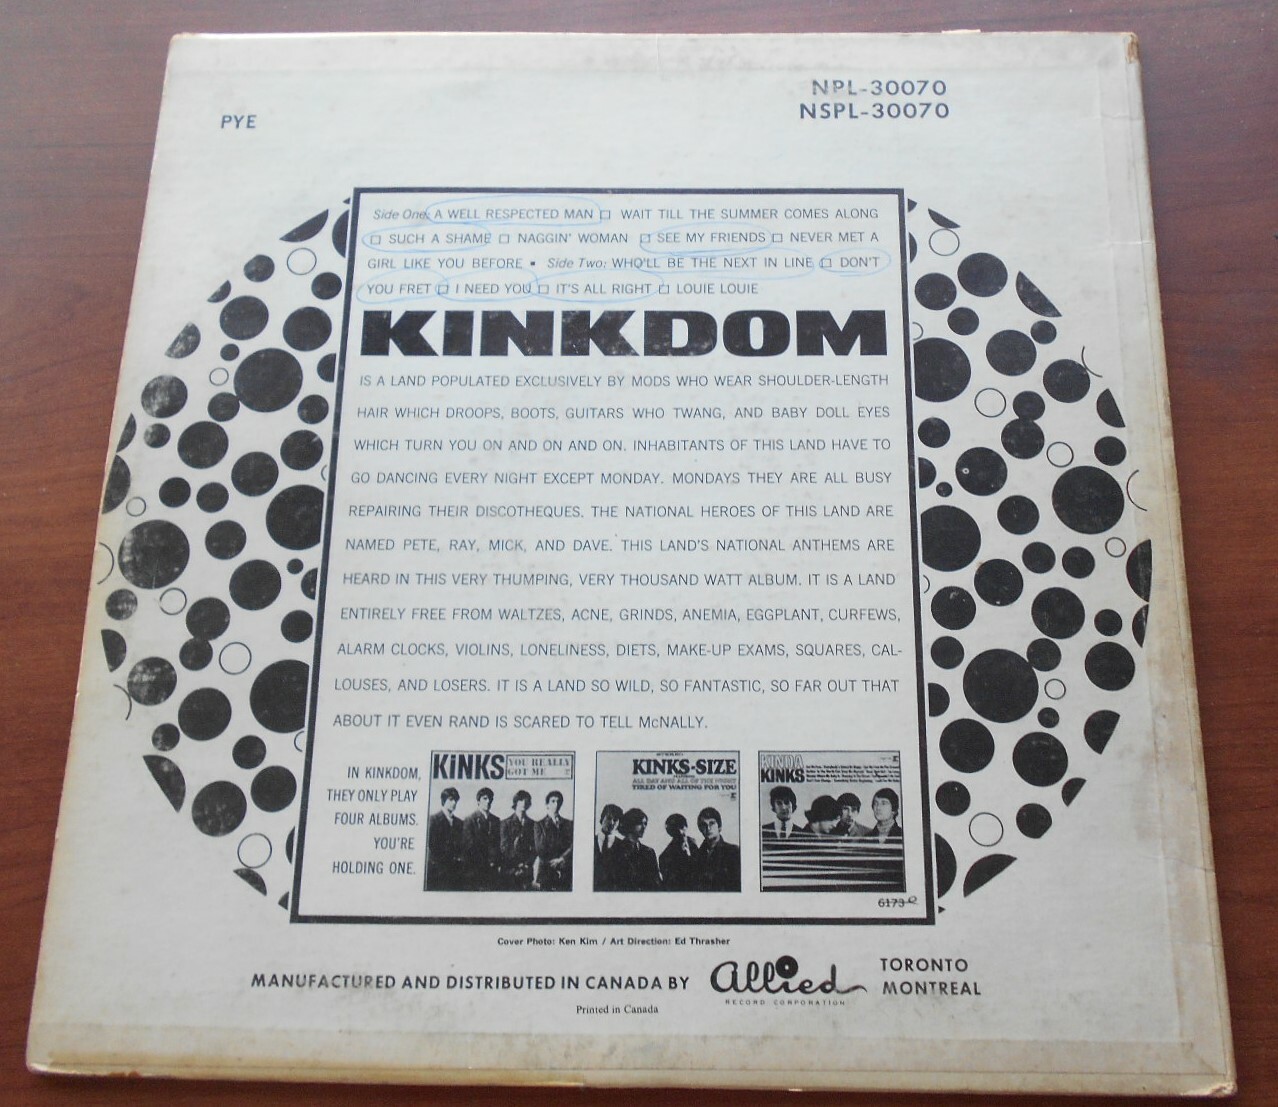 NPL-30070
PYE
NSPL-30070
Side One: A WELL RESPECTED MAN □ WAIT TILL THE SUMMER COMES ALONG
□ SUCH A SHAME □ NAGGIN' WOMAN □ SEE MY FRIENDS □ NEVER MET A
GIRL LIKE YOU BEFORE ▪ Side Two: WHO'LL BE THE NEXT IN LINE □ DON'T
YOU FRET □ I NEED YOU □ IT'S ALL RIGHT □ LOUIE LOUIE
KINKDOM
IS A LAND POPULATED EXCLUSIVELY BY MODS WHO WEAR SHOULDER-LENGTH
HAIR WHICH DROOPS, BOOTS, GUITARS WHO TWANG, AND BABY DOLL EYES
WHICH TURN YOU ON AND ON AND ON. INHABITANTS OF THIS LAND HAVE TO
GO DANCING EVERY NIGHT EXCEPT MONDAY. MONDAYS THEY ARE ALL BUSY
REPAIRING THEIR DISCOTHEQUES. THE NATIONAL HEROES OF THIS LAND ARE
NAMED PETE, RAY, MICK, AND DAVE. THIS LAND'S NATIONAL ANTHEMS ARE
HEARD IN THIS VERY THUMPING, VERY THOUSAND WATT ALBUM. IT IS A LAND
ENTIRELY FREE FROM WALTZES, ACNE, GRINDS, ANEMIA, EGGPLANT, CURFEWS,
ALARM CLOCKS, VIOLINS, LONELINESS, DIETS, MAKE-UP EXAMS, SQUARES, CAL-
LOUSES, AND LOSERS. IT IS A LAND SO WILD, SO FANTASTIC, SO FAR OUT THAT
ABOUT IT EVEN RAND IS SCARED TO TELL McNALLY.
IN KINKDOM,
THEY ONLY PLAY
FOUR ALBUMS.
YOU'RE
HOLDING ONE.
KINKS YOU REALLY
GOT ME
KINKS-SIZE
ALL DAY AND ALL OF THE NIGHT
TIRED OF WAITING FOR YOU
KINDA
KINKS
6173
Cover Photo: Ken Kim / Art Direction: Ed Thrasher
MANUFACTURED AND DISTRIBUTED IN CANADA BY
allied
RECORD CORPORATION
TORONTO
MONTREAL
Printed in Canada